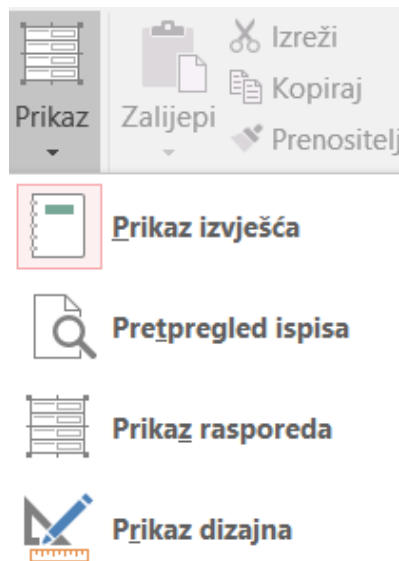 Prikaz
Zalijepi
Izreži
Kopiraj
Prenositelj
Prikaz izvješća
Pretpregled ispisa
Prikaz rasporeda
Prikaz dizajna